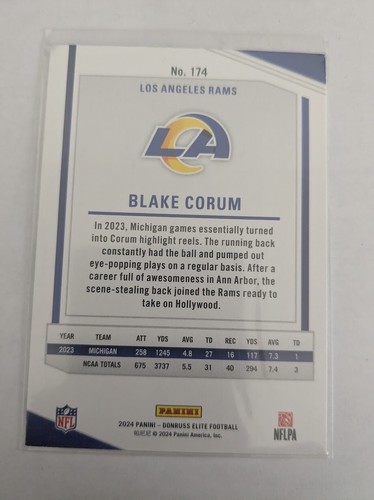 No. 174
LOS ANGELES RAMS
LA
BLAKE CORUM
In 2023, Michigan games essentially turned
into Corum highlight reels. The running back
constantly had the ball and pumped out
eye-popping plays on a regular basis. After a
career full of awesomeness in Ann Arbor, the
scene-stealing back joined the Rams ready to
take on Hollywood.
YEAR TEAM ATT YDS AVG TD REC YDS AVG TD
2023 MICHIGAN 258 1245 4.8 27 16 117 7.3 1
NCAA TOTALS 675 3737 5.5 31 40 294 7.4 3
NFL
PANINI
2024 PANINI - DONRUSS ELITE FOOTBALL
© 2024 Panini America, Inc.
NFLPA